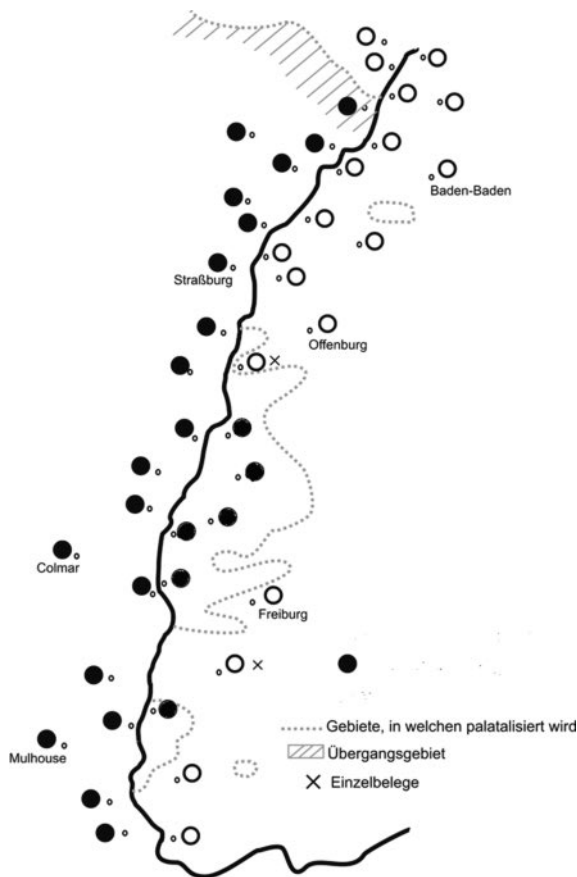 Baden-Baden
Straßburg
Offenburg
Colmar
Freiburg
Mulhouse
Gebiete, in welchen palatalisiert wird
Übergangsgebiet
Einzelbelege